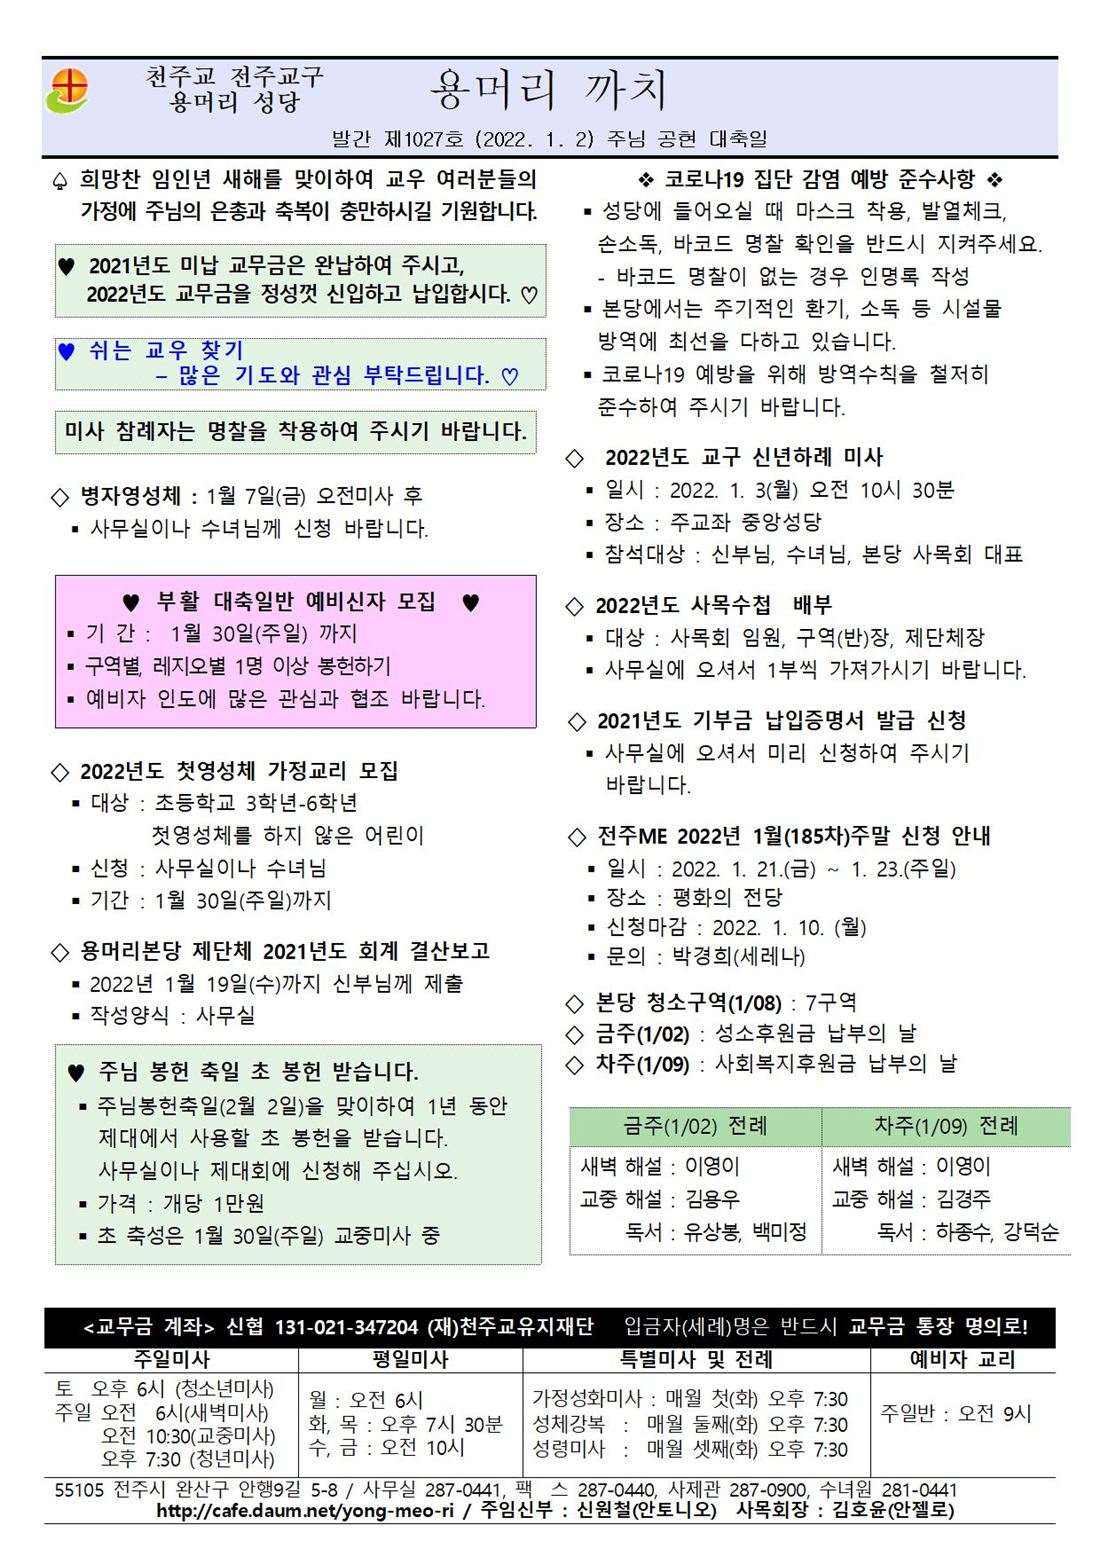 천주교 전주교구
용머리 성당
용머리 까치
발간 제1027호 (2022. 1. 2) 주님 공현 대축일
♤ 희망찬 임인년 새해를 맞이하여 교우 여러분들의
가정에 주님의 은총과 축복이 충만하시길 기원합니다.
♥ 2021년도 미납 교무금은 완납하여 주시고,
2022년도 교무금을 정성껏 신입하고 납입합시다. ♡
♥ 쉬는 교우 찾기
– 많은 기도와 관심 부탁드립니다. ♡
미사 참례자는 명찰을 착용하여 주시기 바랍니다.
◇ 병자영성체 : 1월 7일(금) 오전미사 후
▪ 사무실이나 수녀님께 신청 바랍니다.
♥ 부활 대축일반 예비신자 모집 ♥
▪ 기 간 : 1월 30일(주일) 까지
▪ 구역별, 레지오별 1명 이상 봉헌하기
▪ 예비자 인도에 많은 관심과 협조 바랍니다.
◇ 2022년도 첫영성체 가정교리 모집
▪ 대상 : 초등학교 3학년-6학년
첫영성체를 하지 않은 어린이
▪ 신청 : 사무실이나 수녀님
▪ 기간 : 1월 30일(주일)까지
◇ 용머리본당 제단체 2021년도 회계 결산보고
▪ 2022년 1월 19일(수)까지 신부님께 제출
▪ 작성양식 : 사무실
♥ 주님 봉헌 축일 초 봉헌 받습니다.
▪ 주님봉헌축일(2월 2일)을 맞이하여 1년 동안
제대에서 사용할 초 봉헌을 받습니다.
사무실이나 제대회에 신청해 주십시오.
▪ 가격 : 개당 1만원
▪ 초 축성은 1월 30일(주일) 교중미사 중
❖ 코로나19 집단 감염 예방 준수사항 ❖
▪ 성당에 들어오실 때 마스크 착용, 발열체크,
손소독, 바코드 명찰 확인을 반드시 지켜주세요.
- 바코드 명찰이 없는 경우 인명록 작성
▪ 본당에서는 주기적인 환기, 소독 등 시설물
방역에 최선을 다하고 있습니다.
▪ 코로나19 예방을 위해 방역수칙을 철저히
준수하여 주시기 바랍니다.
◇ 2022년도 교구 신년하례 미사
▪ 일시 : 2022. 1. 3(월) 오전 10시 30분
▪ 장소 : 주교좌 중앙성당
▪ 참석대상 : 신부님, 수녀님, 본당 사목회 대표
◇ 2022년도 사목수첩 배부
▪ 대상 : 사목회 임원, 구역(반)장, 제단체장
▪ 사무실에 오셔서 1부씩 가져가시기 바랍니다.
◇ 2021년도 기부금 납입증명서 발급 신청
▪ 사무실에 오셔서 미리 신청하여 주시기
바랍니다.
◇ 전주ME 2022년 1월(185차)주말 신청 안내
▪ 일시 : 2022. 1. 21.(금) ~ 1. 23.(주일)
▪ 장소 : 평화의 전당
▪ 신청마감 : 2022. 1. 10. (월)
▪ 문의 : 박경희(세레나)
◇ 본당 청소구역(1/08) : 7구역
◇ 금주(1/02) : 성소후원금 납부의 날
◇ 차주(1/09) : 사회복지후원금 납부의 날
금주(1/02) 전례 차주(1/09) 전례
새벽 해설 : 이영이 새벽 해설 : 이영이
교중 해설 : 김용우 교중 해설 : 김경주
독서 : 유상봉, 백미정 독서 : 하종수, 강덕순
<교무금 계좌> 신협 131-021-347204 (재)천주교유지재단 입금자(세례)명은 반드시 교무금 통장 명의로!
주일미사 평일미사 특별미사 및 전례 예비자 교리
토 오후 6시 (청소년미사)
주일 오전 6시(새벽미사)
오전 10:30(교중미사)
오후 7:30 (청년미사)
월 : 오전 6시
화, 목 : 오후 7시 30분
수, 금 : 오전 10시
가정성화미사 : 매월 첫(화) 오후 7:30
성체강복 : 매월 둘째(화) 오후 7:30
성령미사 : 매월 셋째(화) 오후 7:30
주일반 : 오전 9시
55105 전주시 완산구 안행9길 5-8 / 사무실 287-0441, 팩 스 287-0440, 사제관 287-0900, 수녀원 281-0441
http://cafe.daum.net/yong-meo-ri / 주임신부 : 신원철(안토니오) 사목회장 : 김호윤(안젤로)